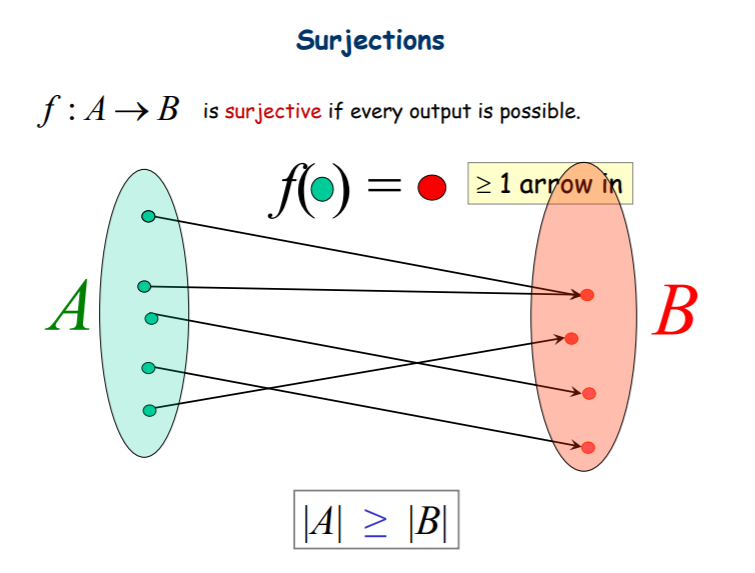 Surjections
f : A → B is surjective if every output is possible.
f( ) = ≥ 1 arrow in
A B
|A| ≥ |B|